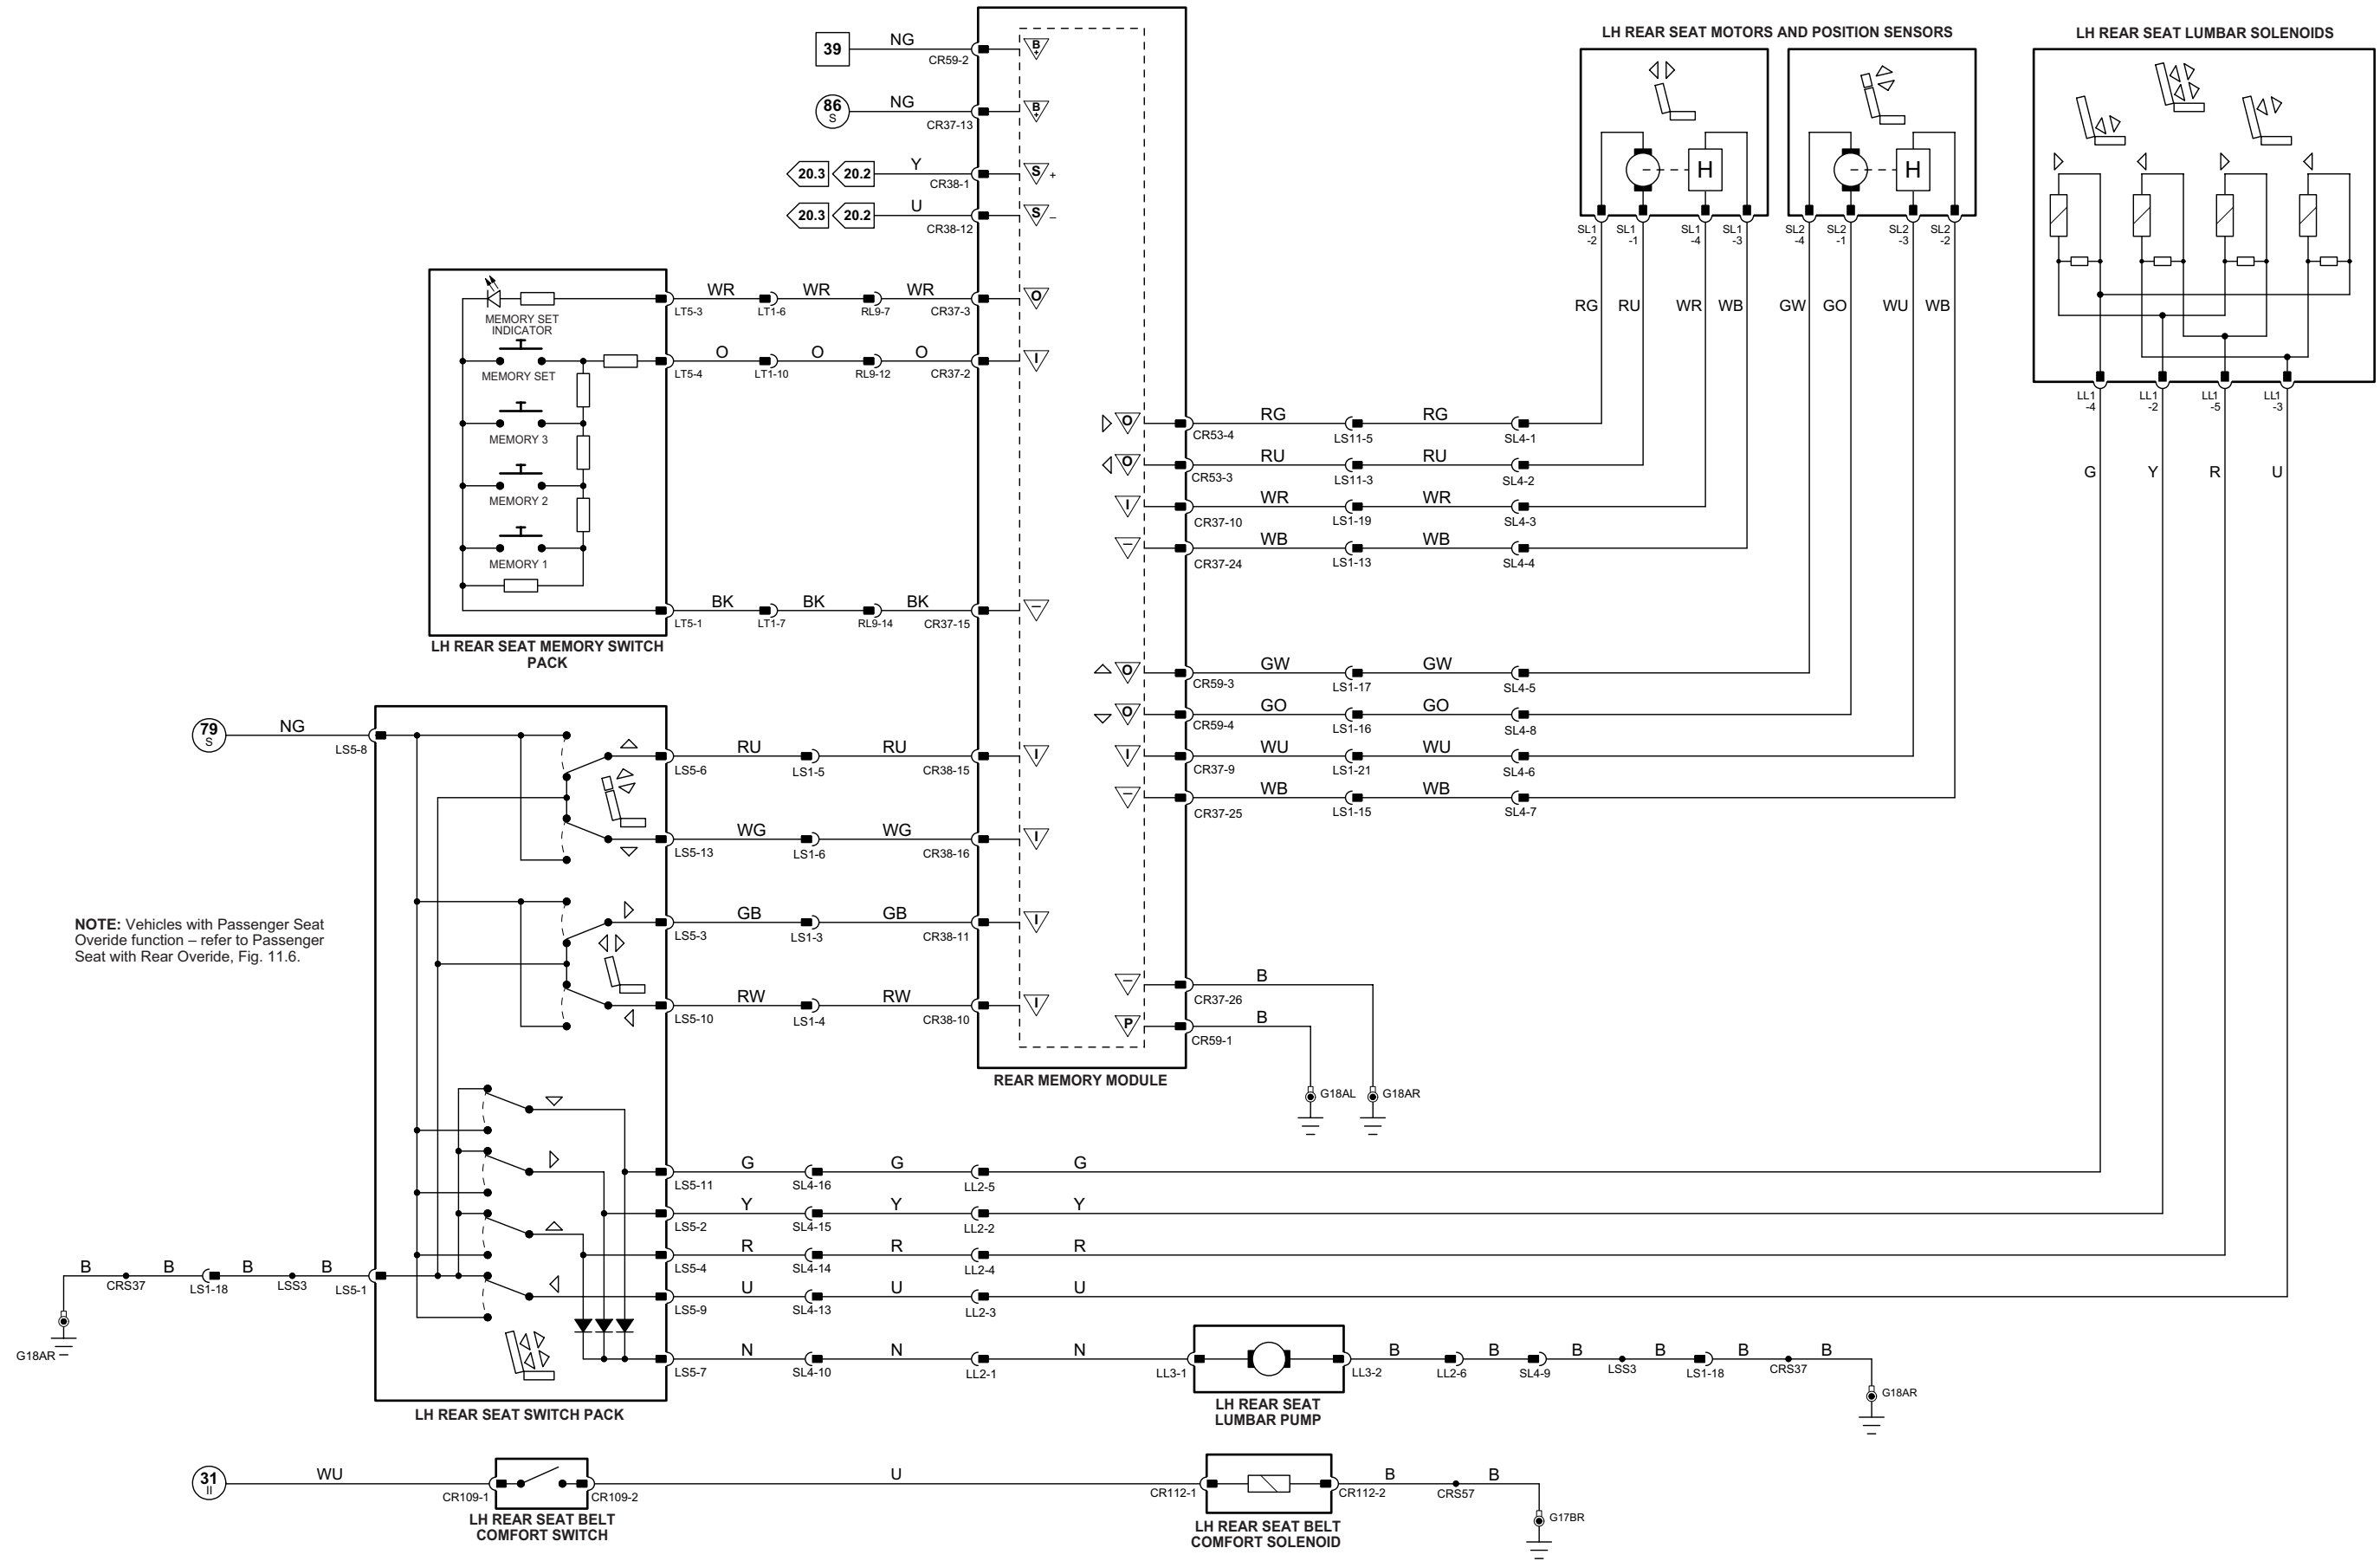 LH REAR SEAT MOTORS AND POSITION SENSORS
LH REAR SEAT LUMBAR SOLENOIDS
39
NG
CR59-2
B
+
86
S
NG
CR37-13
B
+
20.3
20.2
Y
CR38-1
S
+
20.3
20.2
U
CR38-12
S
–
H
H
SL1
-2
SL1
-1
SL1
-4
SL1
-3
SL2
-4
SL2
-1
SL2
-3
SL2
-2
RG
RU
WR
WB
GW
GO
WU
WB
LL1
-4
LL1
-2
LL1
-5
LL1
-3
G
Y
R
U
MEMORY SET
INDICATOR
MEMORY SET
MEMORY 3
MEMORY 2
MEMORY 1
LH REAR SEAT MEMORY SWITCH
PACK
WR
WR
WR
LT5-3
LT1-6
RL9-7
CR37-3
O
O
O
O
LT5-4
LT1-10
RL9-12
CR37-2
I
BK
BK
BK
LT5-1
LT1-7
RL9-14
CR37-15
–
O
RG
RG
CR53-4
LS11-5
SL4-1
O
RU
RU
CR53-3
LS11-3
SL4-2
I
WR
WR
CR37-10
LS1-19
SL4-3
–
WB
WB
CR37-24
LS1-13
SL4-4
O
GW
GW
CR59-3
LS1-17
SL4-5
O
GO
GO
CR59-4
LS1-16
SL4-8
I
WU
WU
CR37-9
LS1-21
SL4-6
–
WB
WB
CR37-25
LS1-15
SL4-7
79
S
NG
LS5-8
RU
RU
LS5-6
LS1-5
CR38-15
I
WG
WG
LS5-13
LS1-6
CR38-16
I
GB
GB
LS5-3
LS1-3
CR38-11
I
RW
RW
LS5-10
LS1-4
CR38-10
I
NOTE: Vehicles with Passenger Seat
Overide function – refer to Passenger
Seat with Rear Overide, Fig. 11.6.
–
B
CR37-26
P
B
CR59-1
REAR MEMORY MODULE
G18AL
G18AR
G
G
G
LS5-11
SL4-16
LL2-5
Y
Y
Y
LS5-2
SL4-15
LL2-2
R
R
R
LS5-4
SL4-14
LL2-4
U
U
U
LS5-9
SL4-13
LL2-3
B
B
B
B
CRS37
LS1-18
LSS3
LS5-1
G18AR
N
N
N
LS5-7
SL4-10
LL2-1
LL3-1
LL3-2
B
B
B
B
B
B
LL2-6
SL4-9
LSS3
LS1-18
CRS37
G18AR
LH REAR SEAT
LUMBAR PUMP
LH REAR SEAT SWITCH PACK
31
II
WU
CR109-1
CR109-2
LH REAR SEAT BELT
COMFORT SWITCH
U
CR112-1
CR112-2
LH REAR SEAT BELT
COMFORT SOLENOID
B
B
CRS57
G17BR